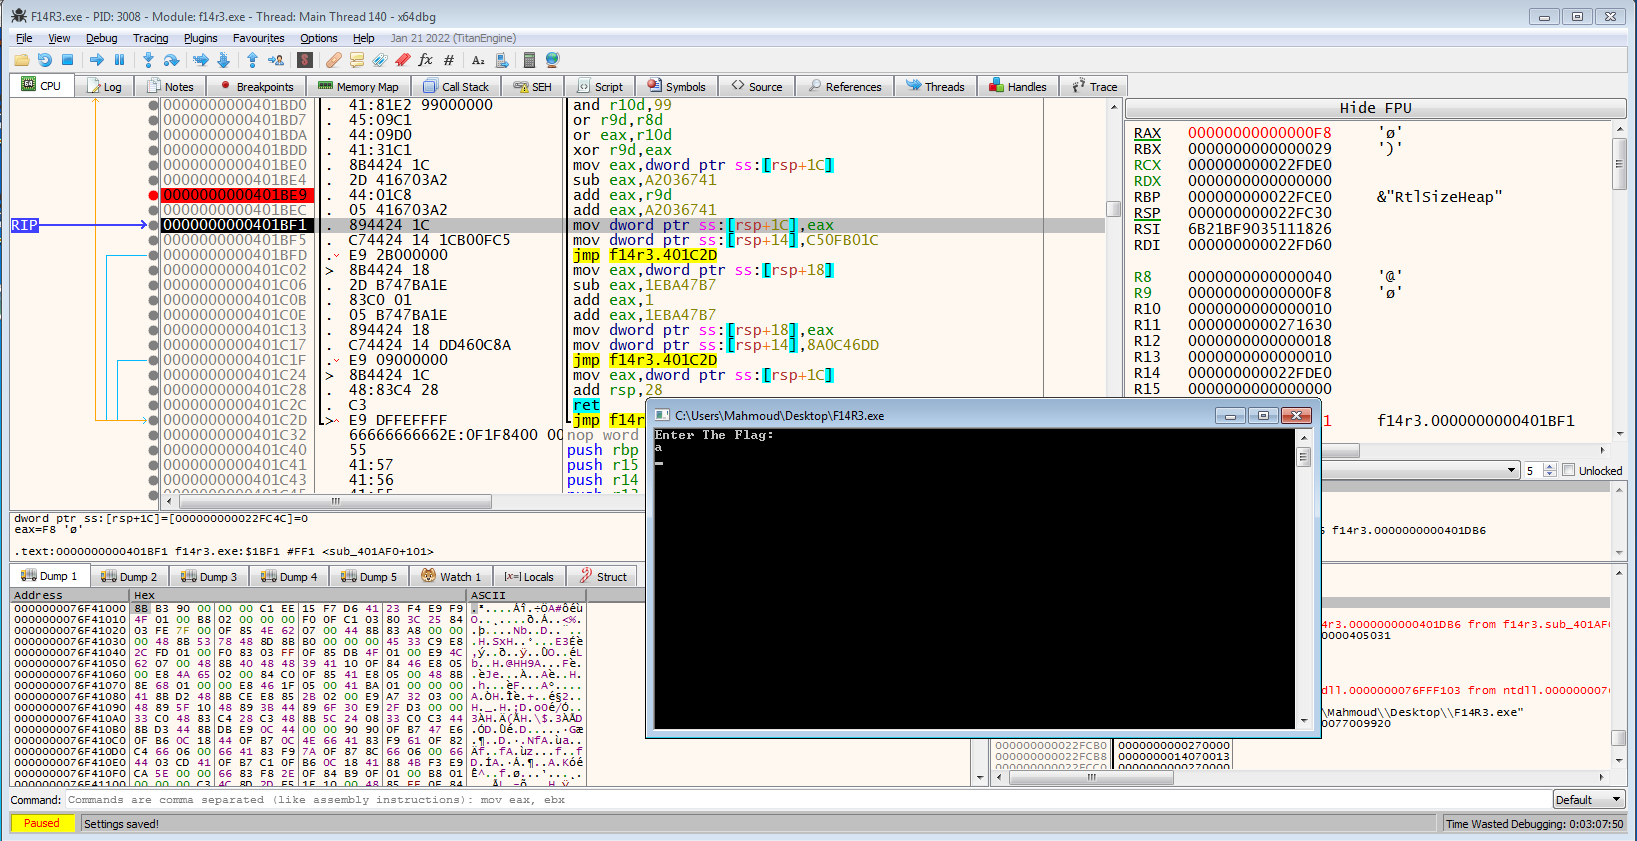 F14R3.exe - PID: 3008 - Module: f14r3.exe - Thread: Main Thread 140 - x64dbg
File View Debug Tracing Plugins Favourites Options Help Jan 21 2022 (TitanEngine)
CPU Log Notes Breakpoints Memory Map Call Stack SEH Script Symbols Source References Threads Handles Trace
0000000000401BD0 . 41:81E2 99000000 and r10d,99
0000000000401BD7 . 45:09C1 or r9d,r8d
0000000000401BDA . 44:09D0 or eax,r10d
0000000000401BDD . 41:31C1 xor r9d,eax
0000000000401BE0 . 8B4424 1C mov eax,dword ptr ss:[rsp+1C]
0000000000401BE4 . 2D 416703A2 sub eax,A2036741
0000000000401BE9 . 44:01C8 add eax,r9d
0000000000401BEC . 05 416703A2 add eax,A2036741
RIP 0000000000401BF1 . 894424 1C mov dword ptr ss:[rsp+1C],eax
0000000000401BF5 . C74424 14 1CB00FC5 mov dword ptr ss:[rsp+14],C50FB01C
0000000000401BFD . E9 2B000000 jmp f14r3.401C2D
0000000000401C02 > 8B4424 18 mov eax,dword ptr ss:[rsp+18]
0000000000401C06 . 2D B747BA1E sub eax,1EBA47B7
0000000000401C0B . 83C0 01 add eax,1
0000000000401C0E . 05 B747BA1E add eax,1EBA47B7
0000000000401C13 . 894424 18 mov dword ptr ss:[rsp+18],eax
0000000000401C17 . C74424 14 DD460C8A mov dword ptr ss:[rsp+14],8A0C46DD
0000000000401C1F . E9 09000000 jmp f14r3.401C2D
0000000000401C24 > 8B4424 1C mov eax,dword ptr ss:[rsp+1C]
0000000000401C28 . 48:83C4 28 add rsp,28
0000000000401C2C . C3 ret
0000000000401C2D > E9 DFFEFFFF jmp f14r
0000000000401C32 66666666662E:0F1F8400 00 nop word
0000000000401C40 55 push rbp
0000000000401C41 41:57 push r15
0000000000401C43 41:56 push r14
Hide FPU
RAX 00000000000000F8 'ø'
RBX 0000000000000029 ')'
RCX 000000000022FDE0
RDX 0000000000000000
RBP 000000000022FCE0 &"RtlSizeHeap"
RSP 000000000022FC30
RSI 6B21BF9035111826
RDI 000000000022FD60
R8 0000000000000040 '@'
R9 00000000000000F8 'ø'
R10 0000000000000010
R11 0000000000271630
R12 0000000000000018
R13 0000000000000010
R14 000000000022FDE0
R15 0000000000000000
1 f14r3.0000000000401BF1
5 Unlocked
C:\Users\Mahmoud\Desktop\F14R3.exe
Enter The Flag:
a
dword ptr ss:[rsp+1C]=[000000000022FC4C]=0
eax=F8 'ø'
.text:0000000000401BF1 f14r3.exe:$1BF1 #FF1 <sub_401AF0+101>
f14r3.0000000000401DB6
Dump 1 Dump 2 Dump 3 Dump 4 Dump 5 Watch 1 Locals Struct
Address Hex ASCII
0000000076F41000 8B B3 90 00 00 00 C1 EE 15 F7 D6 41 23 F4 E9 F9
0000000076F41010 4F 01 00 B8 02 00 00 00 F0 0F C1 03 80 3C 25 84
0000000076F41020 03 FE 7F 00 0F 85 4E 62 07 00 44 8B 83 A8 00 00
0000000076F41030 00 48 8B 53 78 48 8D 8B B0 00 00 00 45 33 C9 E8
0000000076F41040 2C FD 01 00 F0 83 03 FF 0F 85 DB 4F 01 00 E9 4C
0000000076F41050 62 07 00 48 8B 40 48 48 39 41 10 0F 84 46 E8 05
0000000076F41060 00 E8 4A 65 02 00 84 C0 0F 85 41 E8 05 00 48 8B
0000000076F41070 8E 68 01 00 00 E8 46 1F 05 00 41 BA 01 00 00 00
0000000076F41080 41 8B D2 48 8B CE E8 85 2B 02 00 E9 A7 32 03 00
0000000076F41090 48 89 5F 10 48 89 3B 44 89 6F 30 E9 2F D3 00 00
0000000076F410A0 33 C0 48 83 C4 28 C3 48 8B 5C 24 08 33 C0 C3 44
0000000076F410B0 8B D3 44 8B DB E9 0C 44 00 00 90 90 0F B7 47 E6
0000000076F410C0 0F B6 0C 18 44 0F B7 0C 4E 66 41 83 F9 61 0F 82
0000000076F410D0 C4 66 06 00 66 41 83 F9 7A 0F 87 8C 66 06 00 66
0000000076F410E0 44 03 CD 41 0F B7 C1 0F B6 0C 18 41 88 4B F3 E9
0000000076F410F0 CA 5E 00 00 66 83 F8 2E 0F 84 B9 0F 01 00 B8 01
r3.0000000000401DB6 from f14r3.sub_401AF0
0000405031
dll.0000000076FFF103 from ntdll.000000007
\Mahmoud\\Desktop\\F14R3.exe"
0077009920
000000000022FCB0 0000000000270000
000000000022FCB8 0000000014070013
000000000022FCC0 0000000000270000
Command: Commands are comma separated (like assembly instructions): mov eax, ebx Default
Paused Settings saved! Time Wasted Debugging: 0:03:07:50